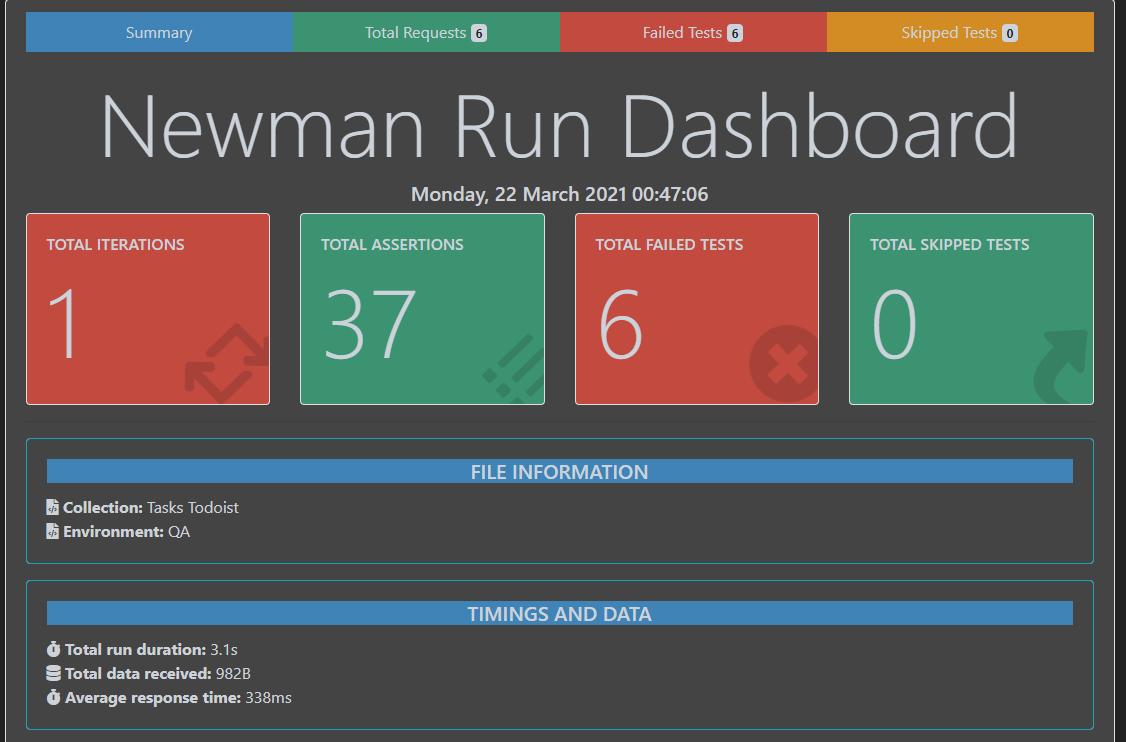 Summary Total Requests 6 Failed Tests 6 Skipped Tests 0
Newman Run Dashboard
Monday, 22 March 2021 00:47:06
TOTAL ITERATIONS
1
TOTAL ASSERTIONS
37
TOTAL FAILED TESTS
6
TOTAL SKIPPED TESTS
0
FILE INFORMATION
Collection: Tasks Todoist
Environment: QA
TIMINGS AND DATA
Total run duration: 3.1s
Total data received: 982B
Average response time: 338ms